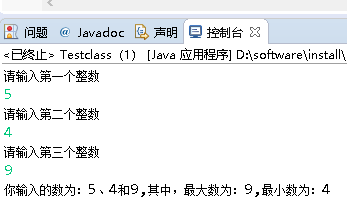 问题 @ Javadoc 声明 控制台
<已终止> Testclass (1) [Java 应用程序] D:\software\install\
请输入第一个整数
5
请输入第二个整数
4
请输入第三个整数
9
你输入的数为：5、4和9,其中，最大数为：9,最小数为：4